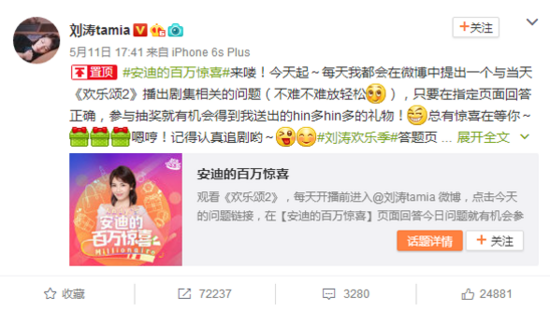 刘涛tamia
+关注
5月11日 17:41 来自 iPhone 6s Plus
置顶 #安迪的百万惊喜#来喽！今天起～每天我都会在微博中提出一个与当天
《欢乐颂2》播出剧集相关的问题（不难不难放轻松），只要在指定页面回答
正确，参与抽奖就有机会得到我送出的hin多hin多的礼物！总有惊喜在等你～
嗯哼！记得认真追剧哟～#刘涛欢乐季#答题页 ... 展开全文
安迪的百万惊喜
观看《欢乐颂2》，每天开播前进入@刘涛tamia 微博，点击今天
的问题链接，在【安迪的百万惊喜】页面回答今日问题就有机会参
安迪的
百万惊喜
Millionaire
话题详情
+关注
收藏
72237
3280
24881